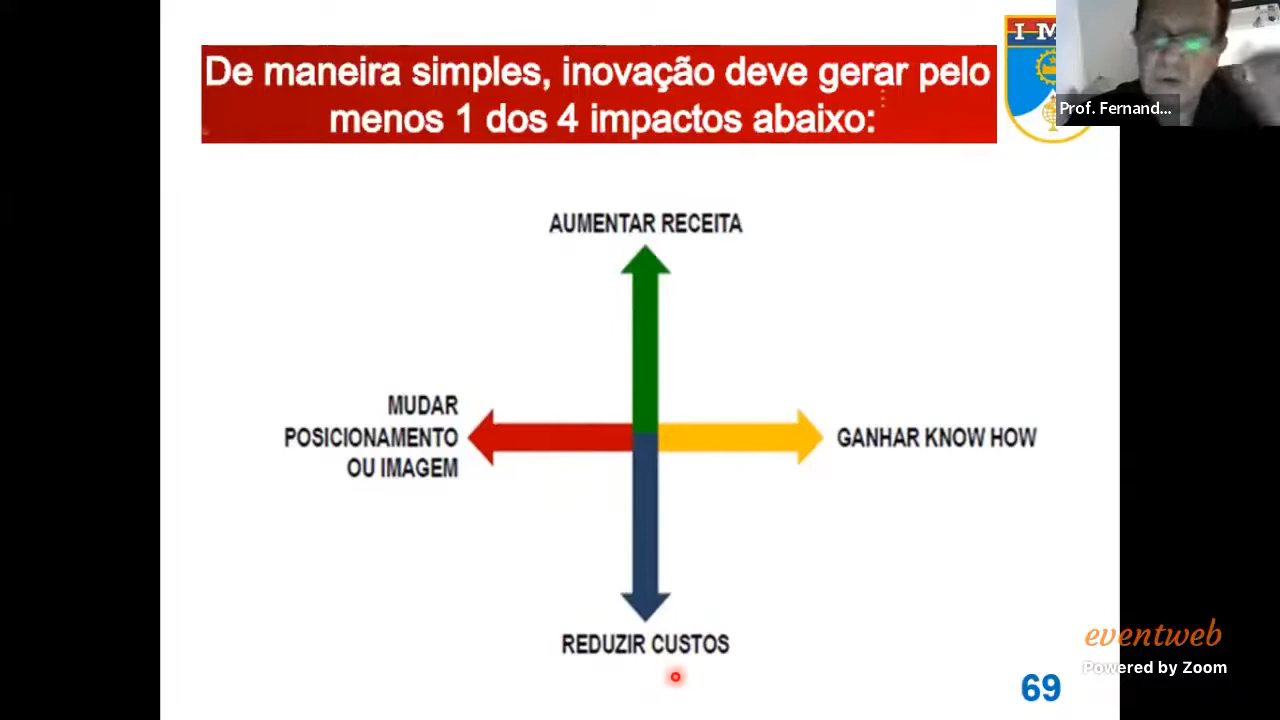 De maneira simples, inovação deve gerar pelo
menos 1 dos 4 impactos abaixo:
I M
Prof. Fernand...
AUMENTAR RECEITA
MUDAR
POSICIONAMENTO
OU IMAGEM
GANHAR KNOW HOW
REDUZIR CUSTOS
eventweb
Powered by Zoom
69